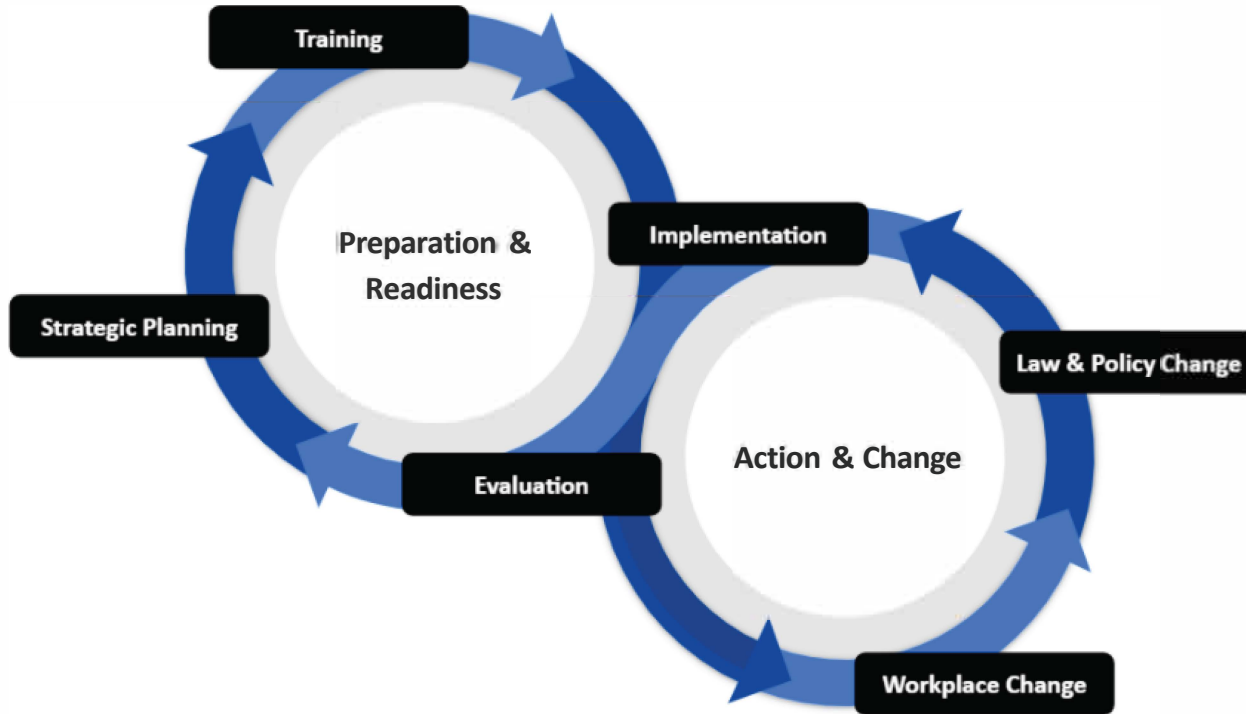 Training
Preparation &
Readiness
Implementation
Strategic Planning
Law & Policy Change
Action & Change
Evaluation
Workplace Change